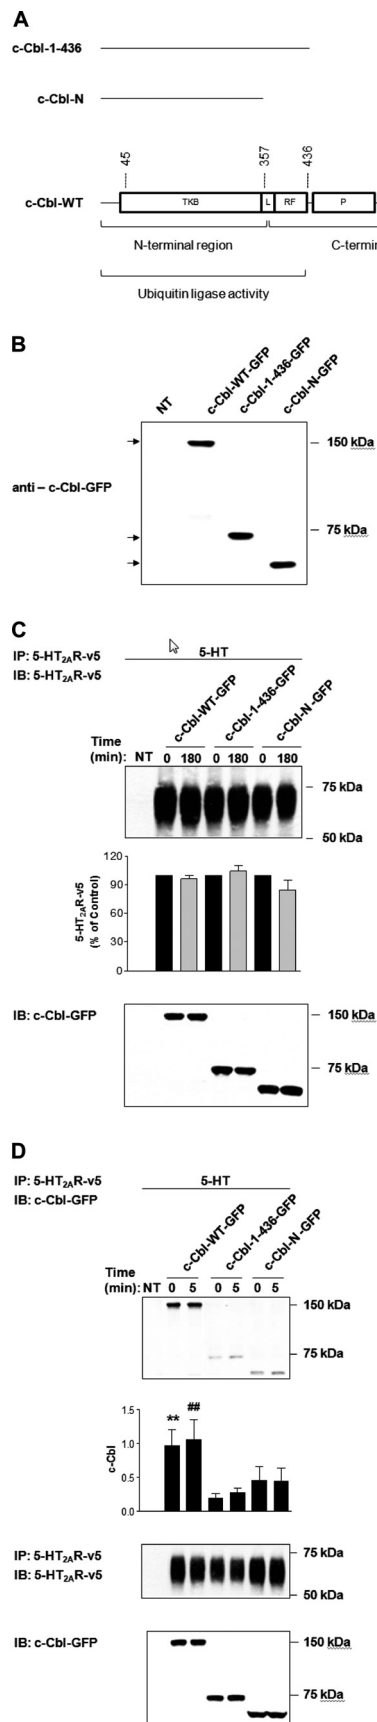 A
c-Cbl-1-436
c-Cbl-N
45 357 436
c-Cbl-WT TKB L RF P
N-terminal region C-termin
Ubiquitin ligase activity
B
NT c-Cbl-WT-GFP c-Cbl-1-436-GFP c-Cbl-N-GFP
150 kDa
anti – c-Cbl-GFP
75 kDa
C
IP: 5-HT2AR-v5 5-HT
IB: 5-HT2AR-v5
c-Cbl-WT-GFP c-Cbl-1-436-GFP c-Cbl-N -GFP
Time
(min): NT 0 180 0 180 0 180
75 kDa
50 kDa
120
90
60
30
0
5-HT2AR-v5
(% of Control)
IB: c-Cbl-GFP
150 kDa
75 kDa
D
IP: 5-HT2AR-v5 5-HT
IB: c-Cbl-GFP
c-Cbl-WT-GFP c-Cbl-1-436-GFP c-Cbl-N -GFP
Time
(min): NT 0 5 0 5 0 5
150 kDa
75 kDa
1.5
1.0
0.5
0.0
c-Cbl
** ##
IP: 5-HT2AR-v5
IB: 5-HT2AR-v5
75 kDa
50 kDa
IB: c-Cbl-GFP
150 kDa
75 kDa